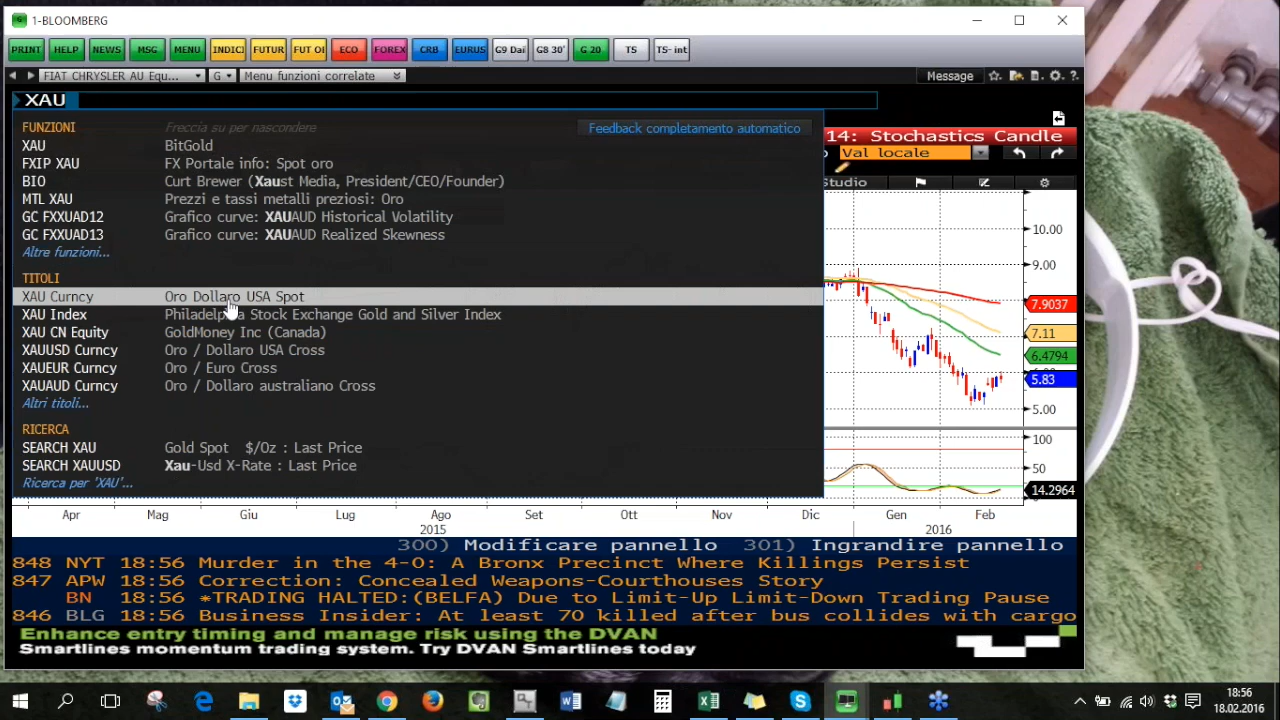 1-BLOOMBERG
PRINT HELP NEWS MSG MENU INDICI FUTUR FUT OI ECO FOREX CRB EURUS G9 Dai G8 30' G 20 TS TS- int
FIAT CHRYSLER AU Equ... G Menu funzioni correlate Message
XAU
FUNZIONI Freccia su per nascondere Feedback completamento automatico
14: Stochastics Candle
XAU BitGold
Val locale
FXIP XAU FX Portale info: Spot oro
BIO Curt Brewer (Xaust Media, President/CEO/Founder)
Studio
MTL XAU Prezzi e tassi metalli preziosi: Oro
GC FXXUAD12 Grafico curve: XAUAUD Historical Volatility
GC FXXUAD13 Grafico curve: XAUAUD Realized Skewness
Altre funzioni...
TITOLI
XAU Curncy Oro Dollaro USA Spot
XAU Index Philadelphia Stock Exchange Gold and Silver Index
XAU CN Equity GoldMoney Inc (Canada)
XAUUSD Curncy Oro / Dollaro USA Cross
XAUEUR Curncy Oro / Euro Cross
XAUAUD Curncy Oro / Dollaro australiano Cross
Altri titoli...
RICERCA
SEARCH XAU Gold Spot $/Oz : Last Price
SEARCH XAUUSD Xau-Usd X-Rate : Last Price
Ricerca per 'XAU'...
10.00
9.00
7.9037
7.11
6.4794
5.83
5.00
100
50
14.2964
Apr Mag Giu Lug Ago Set Ott Nov Dic Gen Feb
2015 2016
300) Modificare pannello 301) Ingrandire pannello
848 NYT 18:56 Murder in the 4-0: A Bronx Precinct Where Killings Persist
847 APW 18:56 Correction: Concealed Weapons-Courthouses Story
BN 18:56 *TRADING HALTED:(BELFA) Due to Limit-Up Limit-Down Trading Pause
846 BLG 18:56 Business Insider: At least 70 killed after bus collides with cargo
Enhance entry timing and manage risk using the DVAN
Smartlines momentum trading system. Try DVAN Smartlines today
18:56
18.02.2016